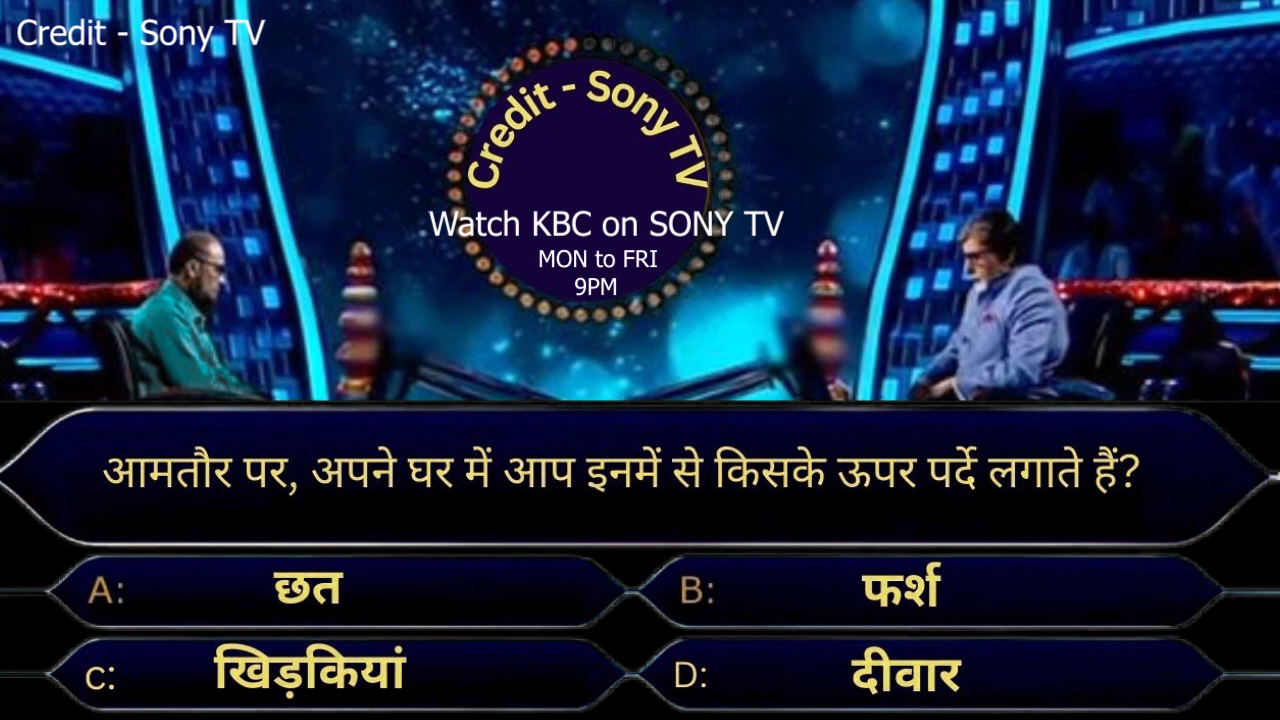 Credit - Sony TV
Credit - Sony TV
Watch KBC on SONY TV
MON to FRI
9PM
आमतौर पर, अपने घर में आप इनमें से किसके ऊपर पर्दे लगाते हैं?
A: छत
B: फर्श
C: खिड़कियां
D: दीवार